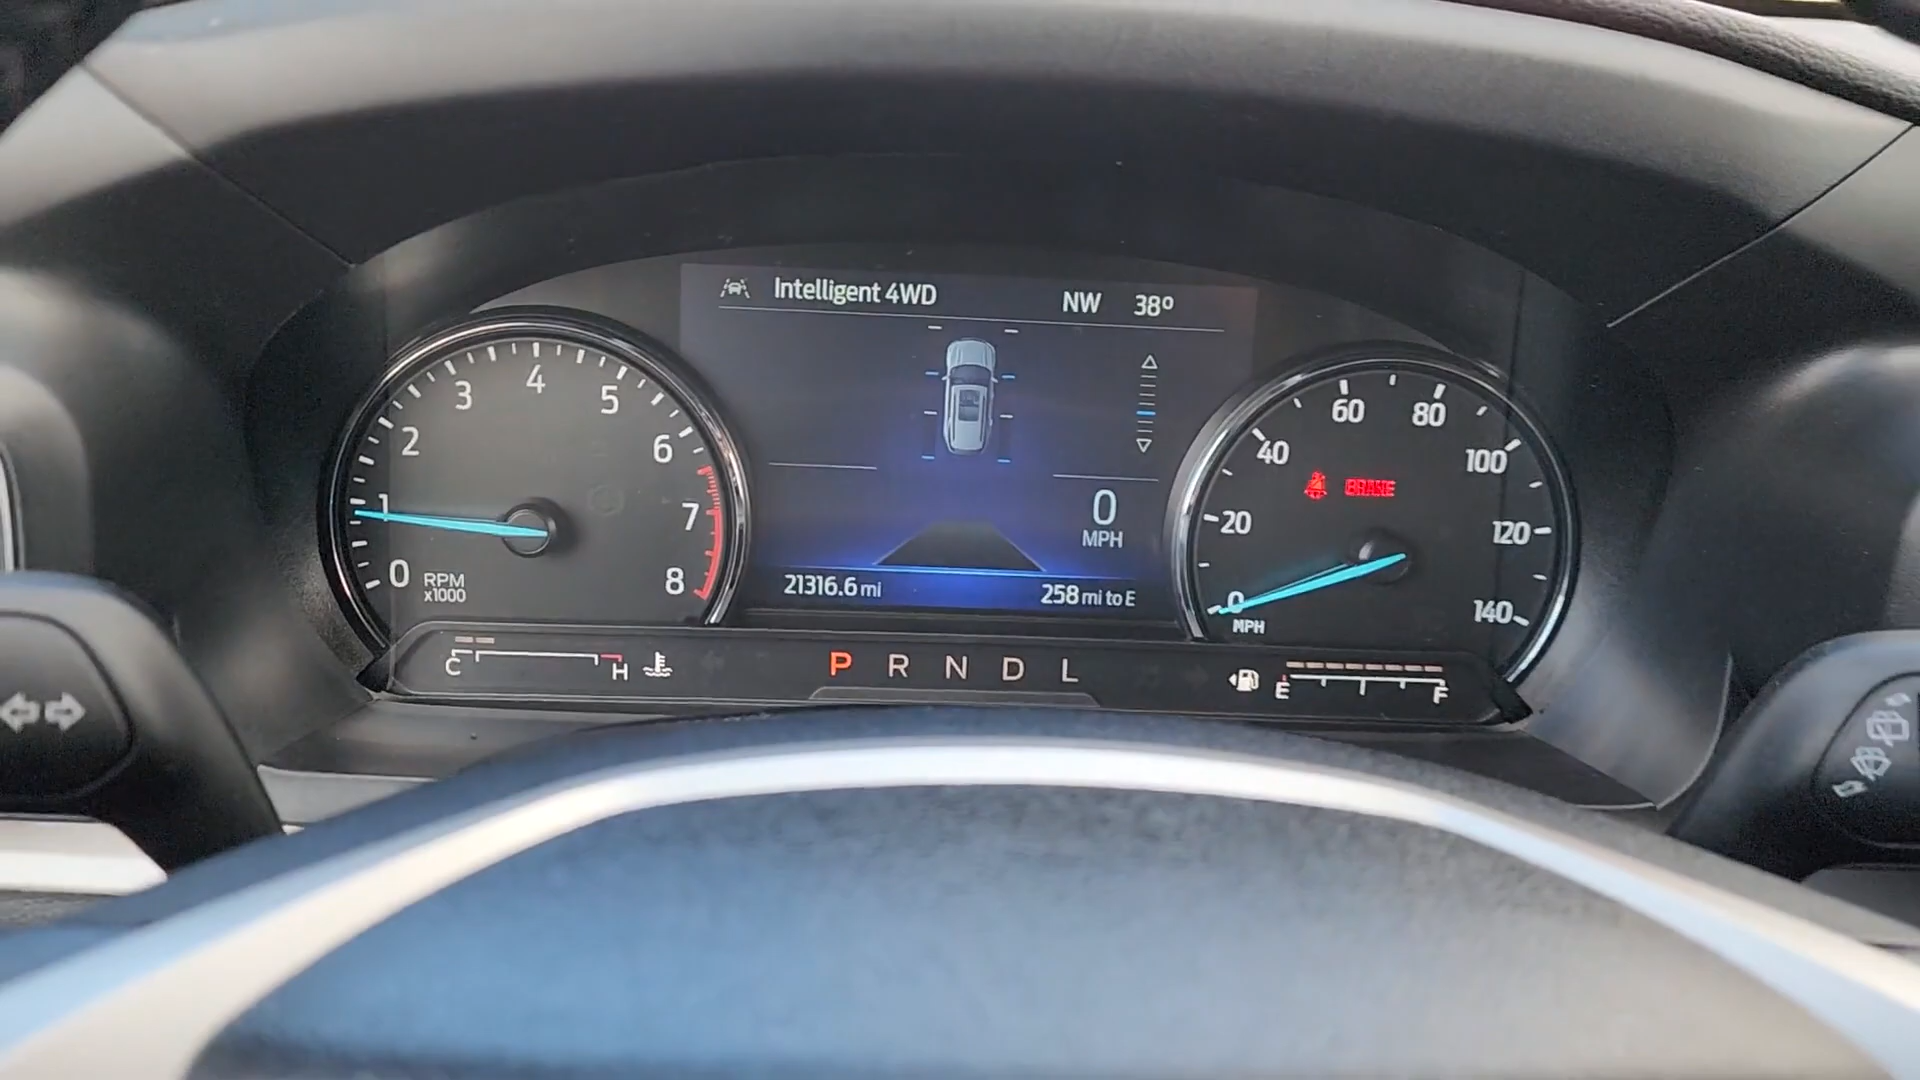 Intelligent 4WD NW 38º
0
MPH
21316.6 mi 258 mi to E
0 1 2 3 4 5 6 7 8
RPM
x1000
0 20 40 60 80 100 120 140
MPH
BRAKE
C H
P R N D L
E F